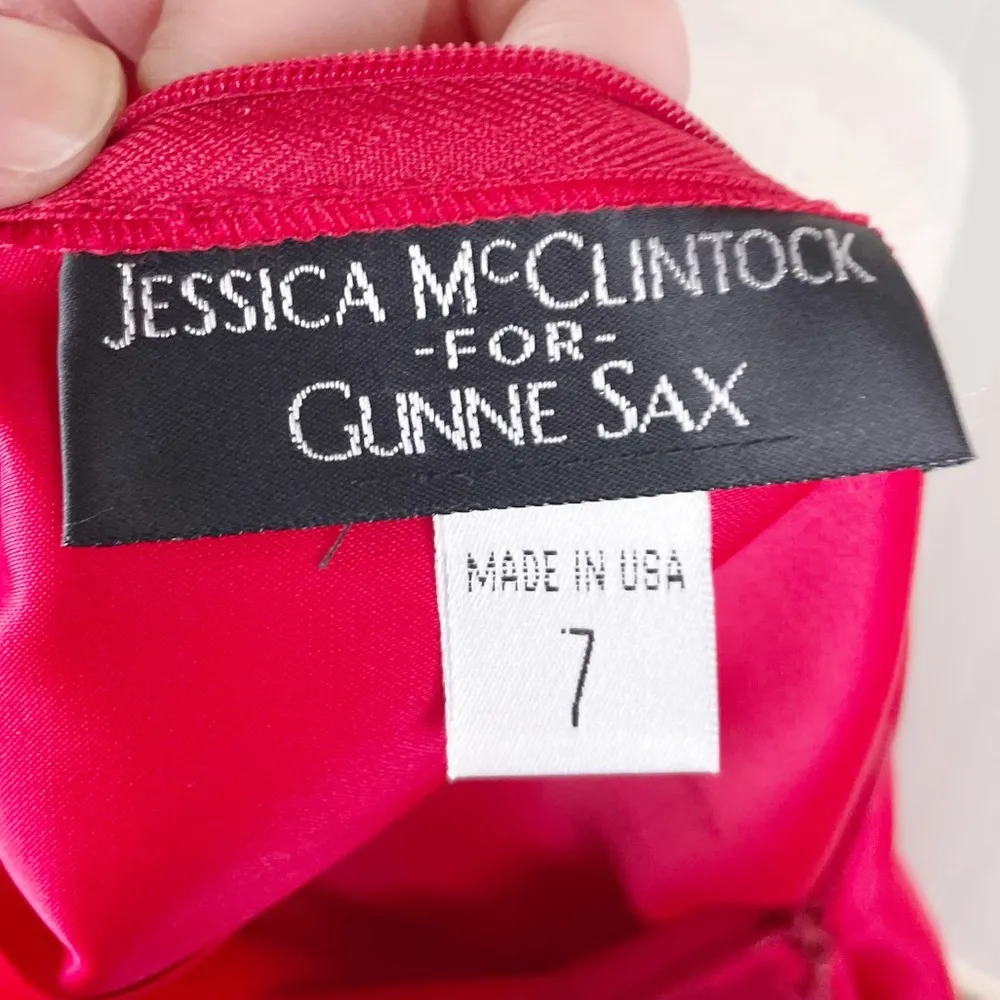 JESSICA McCLINTOCK
-FOR-
GUNNE SAX
MADE IN USA
7